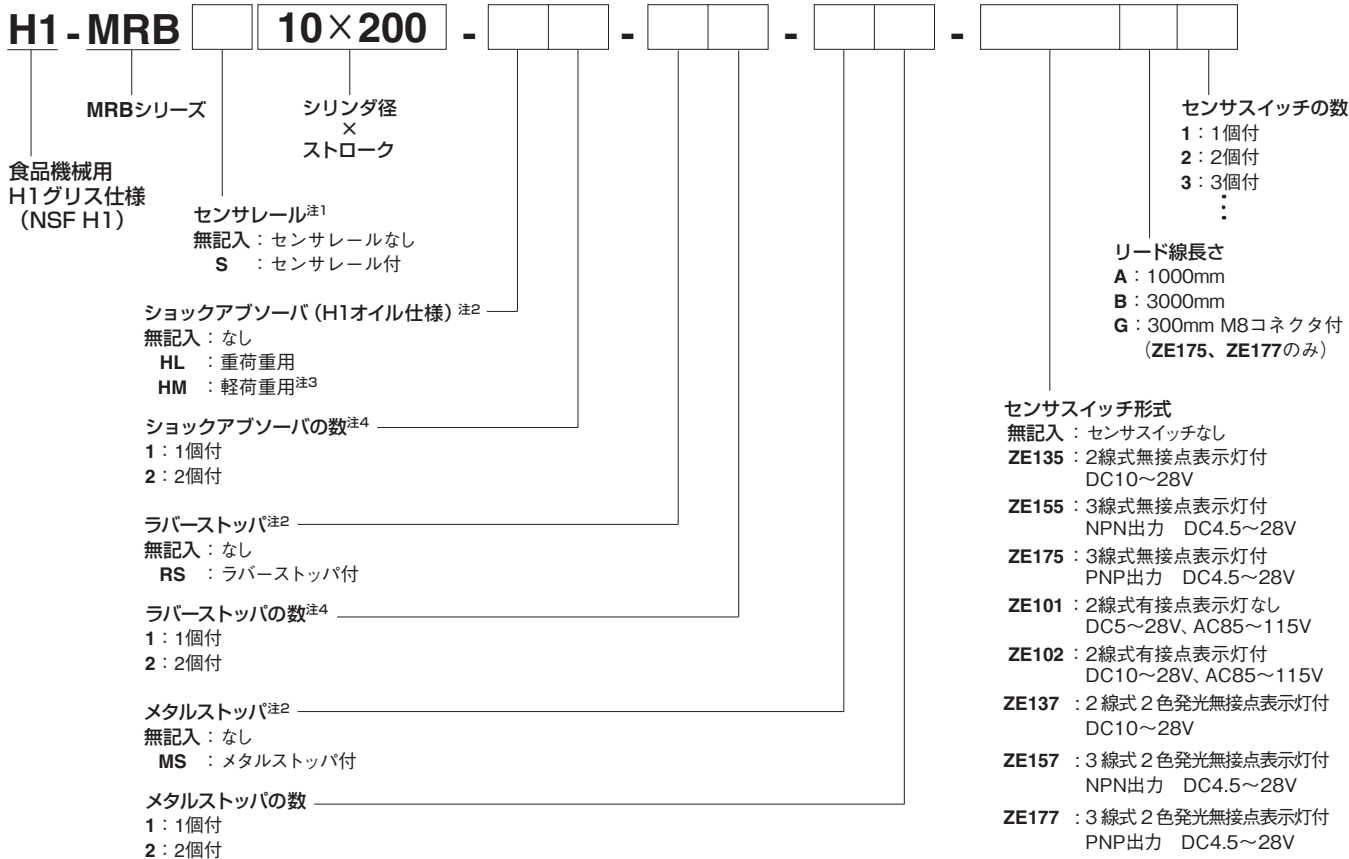 H1-MRB 10×200 - - - -
MRBシリーズ
シリンダ径
×
ストローク
食品機械用
H1グリス仕様
（NSF H1）
センサレール注1
無記入：センサレールなし
S ：センサレール付
ショックアブソーバ（H1オイル仕様）注2
無記入：なし
HL ：重荷重用
HM ：軽荷重用注3
ショックアブソーバの数注4
1：1個付
2：2個付
ラバーストッパ注2
無記入：なし
RS ：ラバーストッパ付
ラバーストッパの数注4
1：1個付
2：2個付
メタルストッパ注2
無記入：なし
MS ：メタルストッパ付
メタルストッパの数
1：1個付
2：2個付
センサスイッチの数
1：1個付
2：2個付
3：3個付
⋮
リード線長さ
A：1000mm
B：3000mm
G：300mm M8コネクタ付
（ZE175、ZE177のみ）
センサスイッチ形式
無記入：センサスイッチなし
ZE135：2線式無接点表示灯付
DC10～28V
ZE155：3線式無接点表示灯付
NPN出力 DC4.5～28V
ZE175：3線式無接点表示灯付
PNP出力 DC4.5～28V
ZE101：2線式有接点表示灯なし
DC5～28V、AC85～115V
ZE102：2線式有接点表示灯付
DC10～28V、AC85～115V
ZE137 ：2線式2色発光無接点表示灯付
DC10～28V
ZE157 ：3線式2色発光無接点表示灯付
NPN出力 DC4.5～28V
ZE177 ：3線式2色発光無接点表示灯付
PNP出力 DC4.5～28V